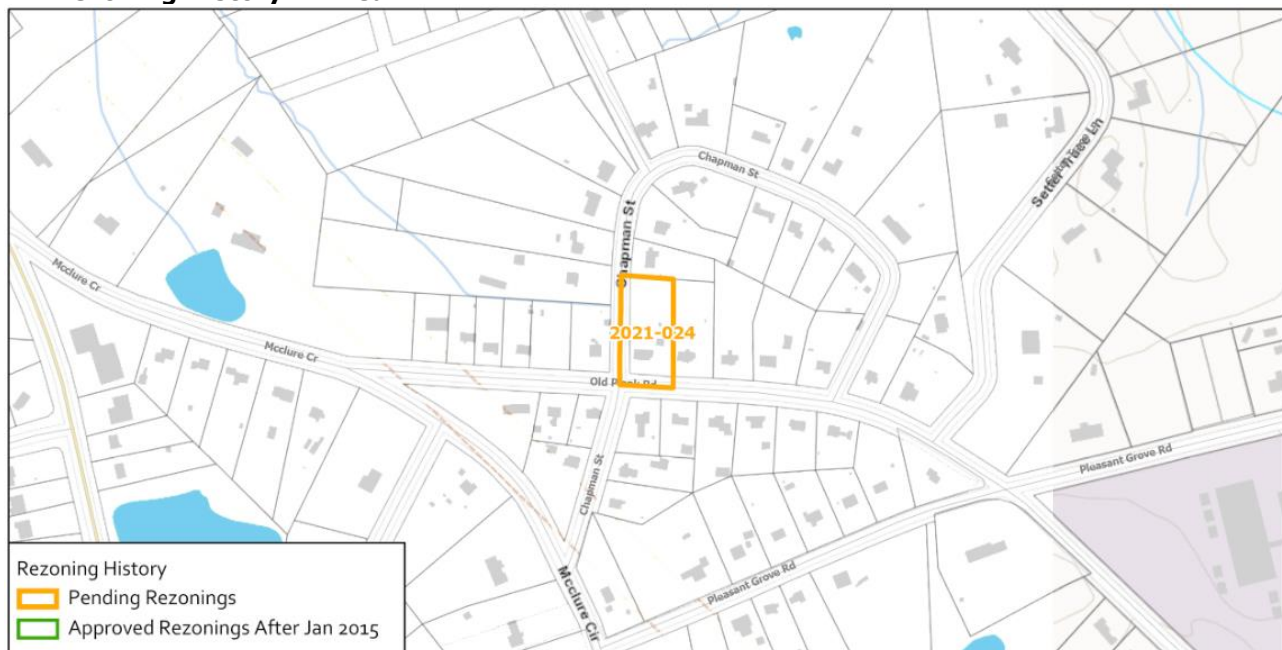 Chapman St
Setter Trace Ln
Chapman St
Mcclure Cr
2021-024
Mcclure Cr
Old Plank Rd
Pleasant Grove Rd
Chapman St
Mcclure Cir
Pleasant Grove Rd
Rezoning History
Pending Rezonings
Approved Rezonings After Jan 2015